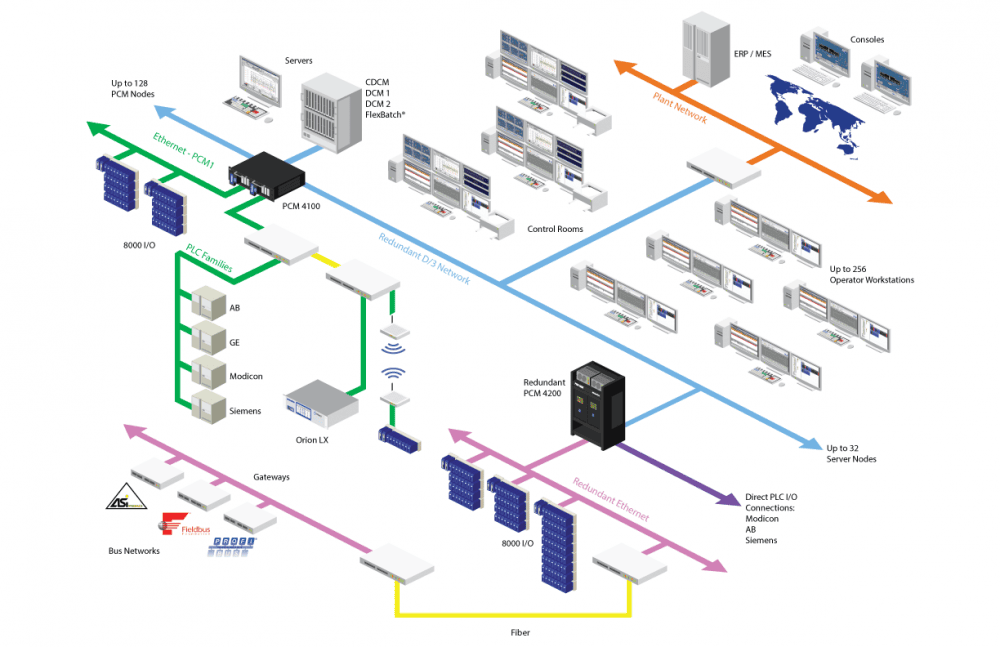 Servers
CDCM
DCM 1
DCM 2
FlexBatch®
Up to 128
PCM Nodes
Ethernet - PCM1
8000 I/O
PCM 4100
PLC Families
AB
GE
Modicon
Siemens
Orion LX
Redundant D/3 Network
Control Rooms
ERP / MES
Consoles
Plant Network
Up to 256
Operator Workstations
Redundant
PCM 4200
Up to 32
Server Nodes
Direct PLC I/O
Connections:
Modicon
AB
Siemens
Redundant Ethernet
8000 I/O
Gateways
Fieldbus
PROFI
Bus Networks
Fiber